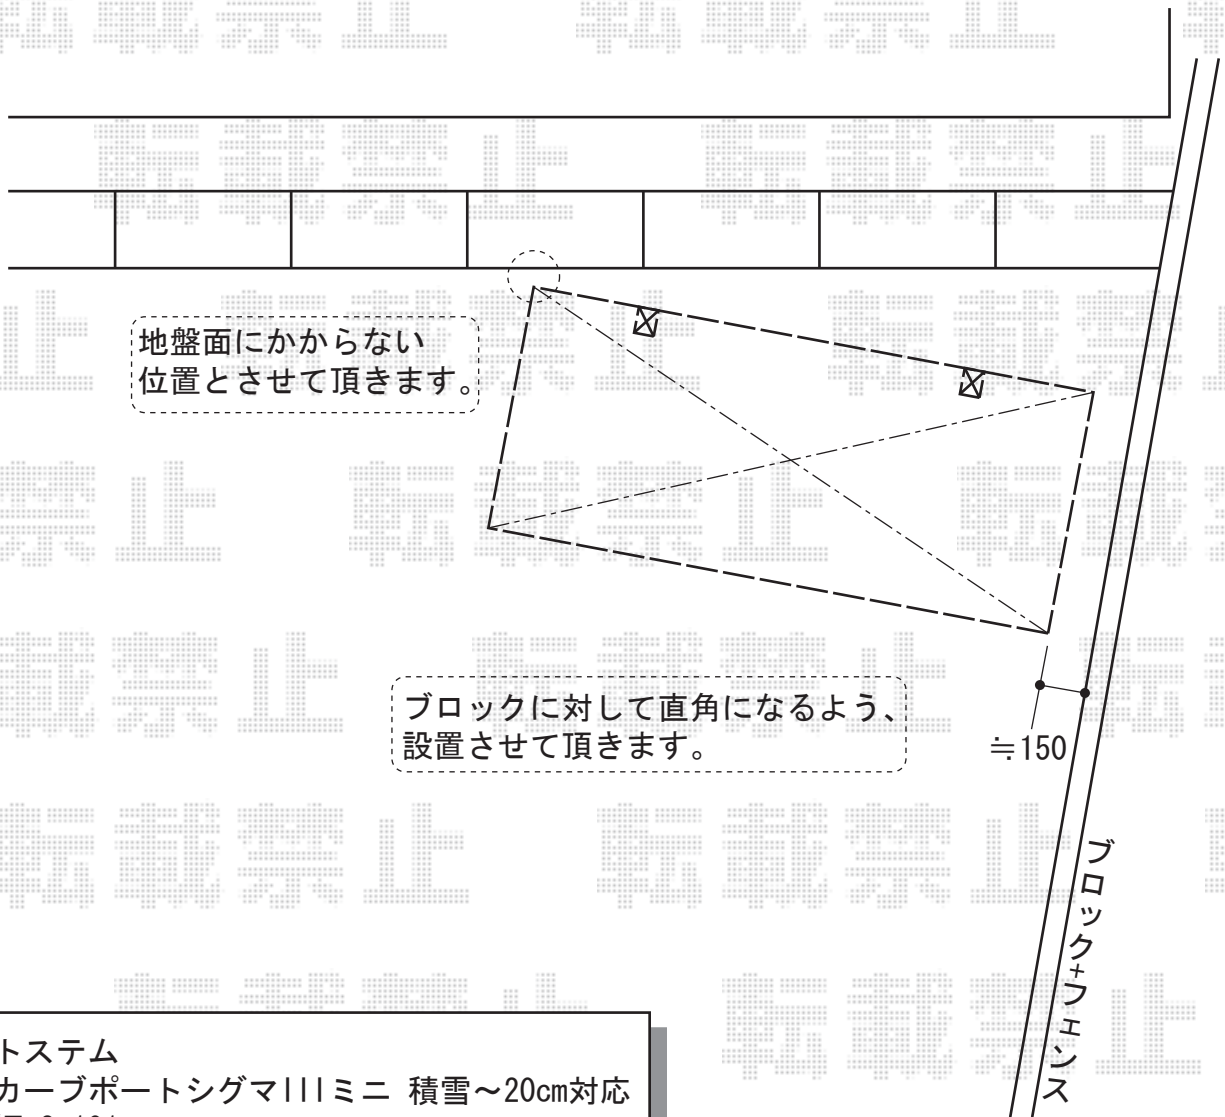 地盤面にかからない
位置とさせて頂きます。
ブロックに対して直角になるよう、
設置させて頂きます。
≒150
ブロック+フェンス
トステム
カーブポートシグマIIIミニ 積雪～20cm対応
転載禁止